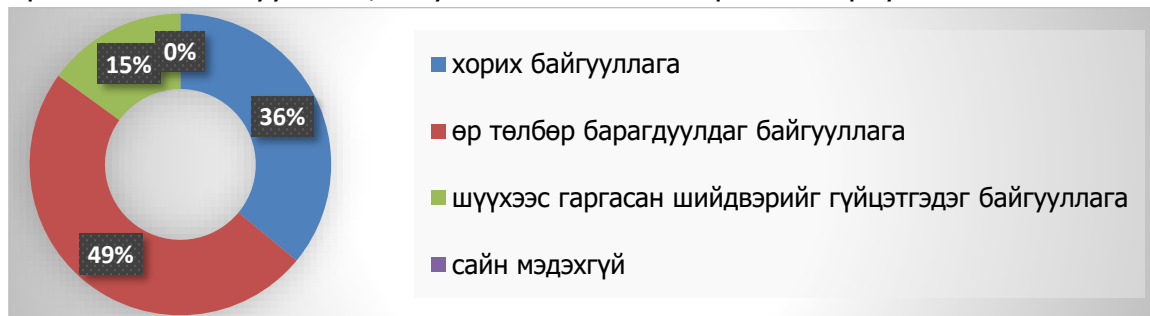 15%
0%
36%
49%
хорих байгууллага
өр төлбөр барагдуулдаг байгууллага
шүүхээс гаргасан шийдвэрийг гүйцэтгэдэг байгууллага
сайн мэдэхгүй